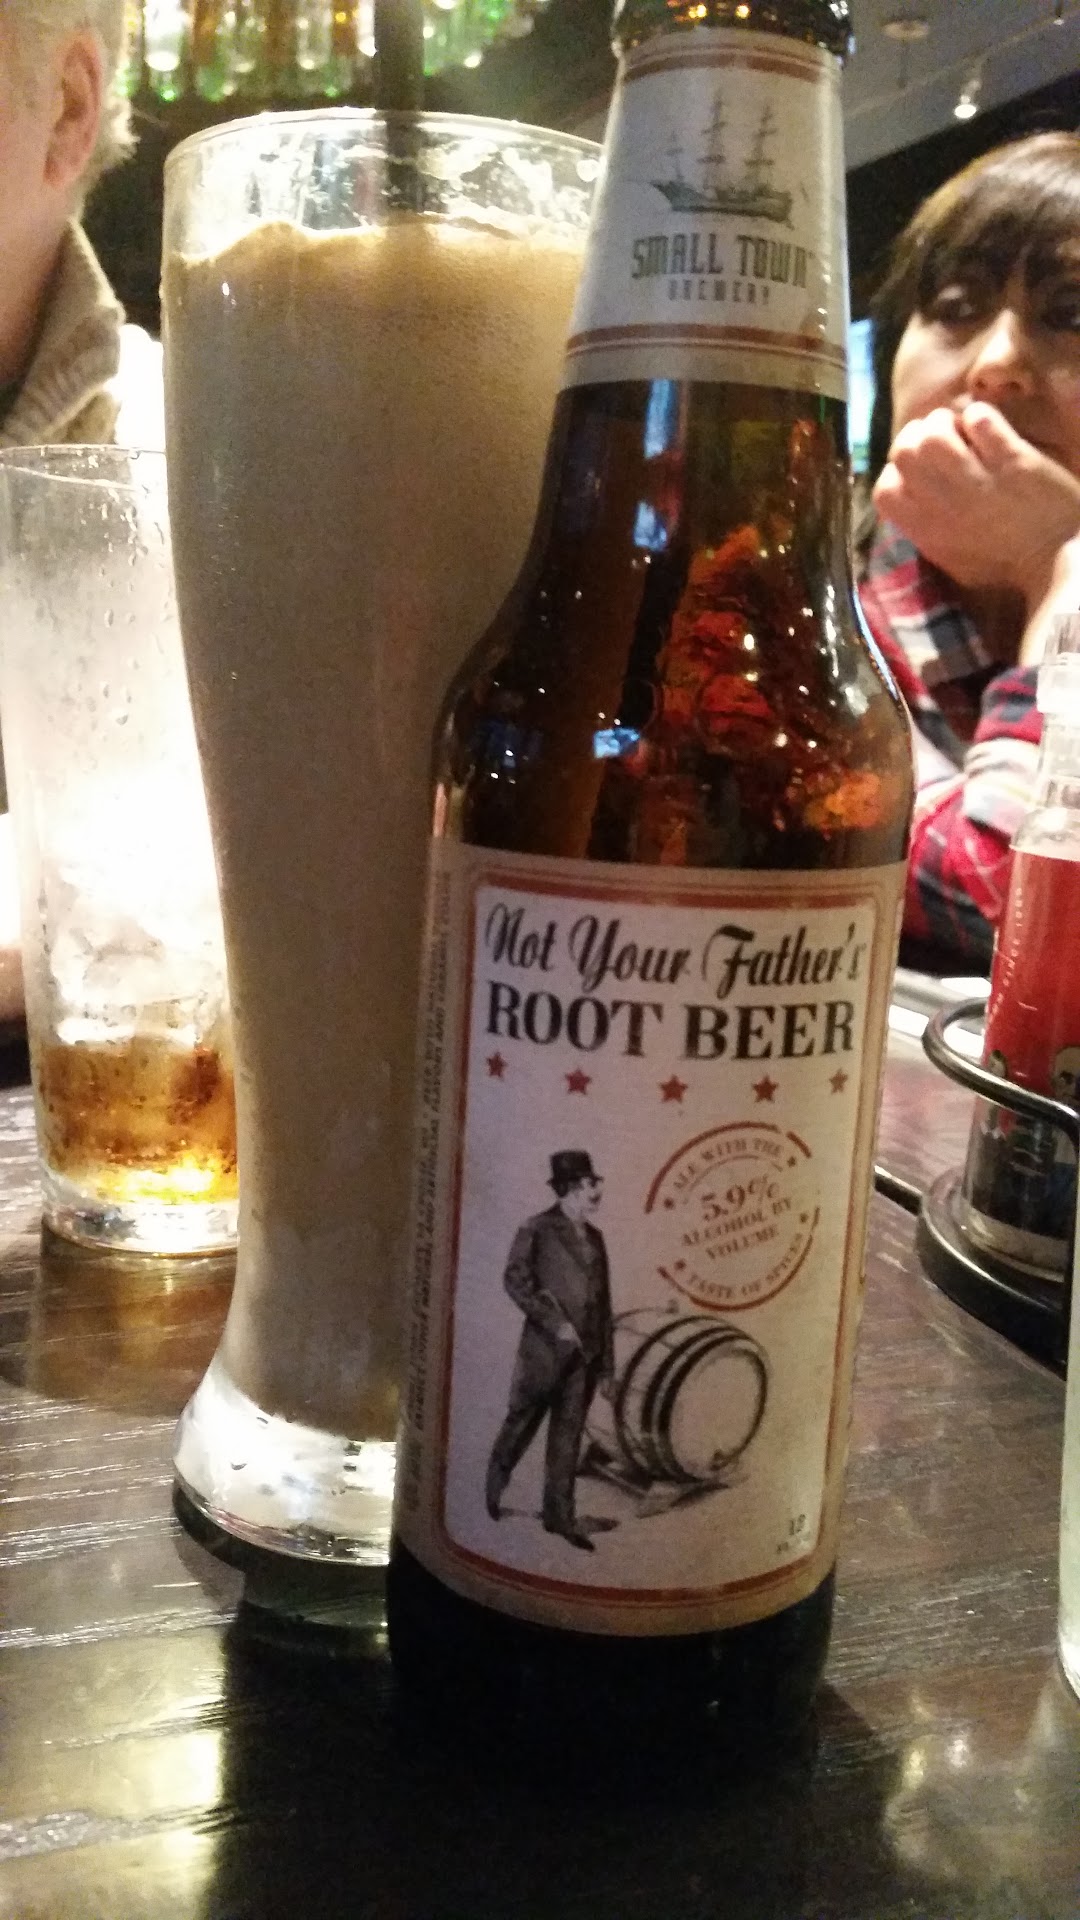 SMALL TOWN
BREWERY
Not Your Father's
ROOT BEER
ALE WITH THE
5.9%
ALCOHOL BY
VOLUME
TASTE OF SPICES
12